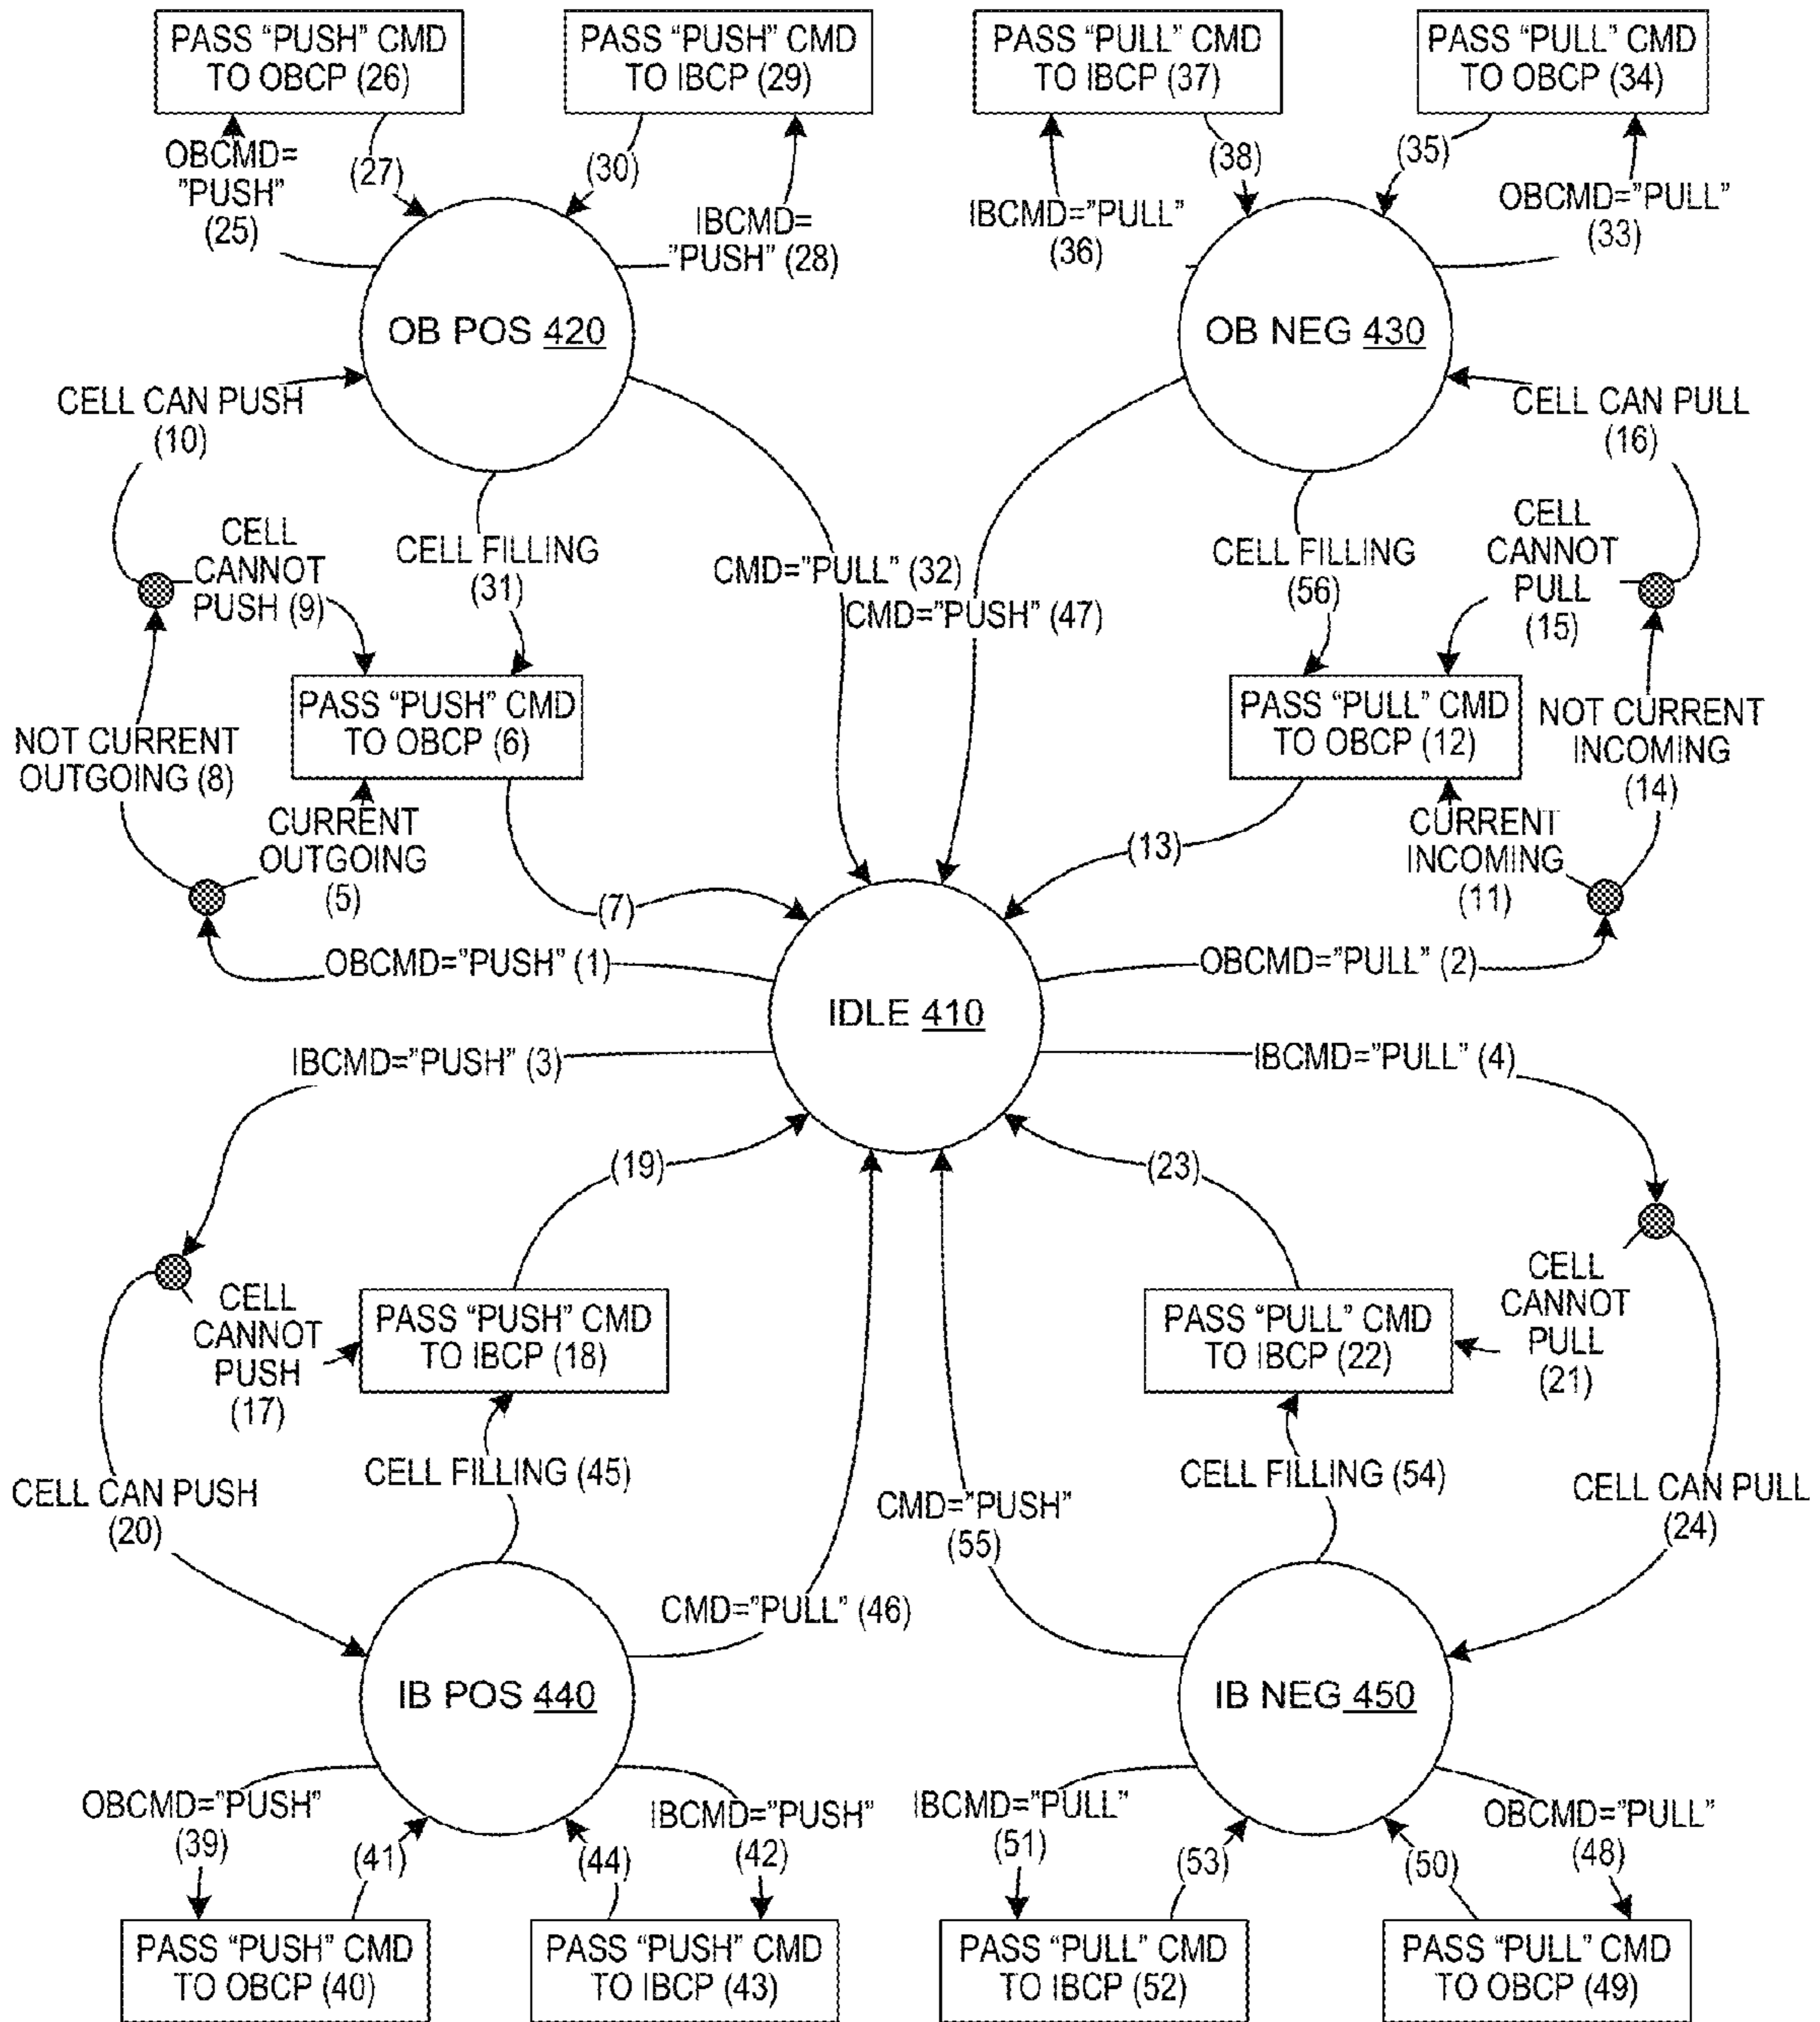 PASS “PUSH” CMD
TO OBCP (26)
PASS “PUSH” CMD
TO IBCP (29)
PASS “PULL” CMD
TO IBCP (37)
PASS “PULL” CMD
TO OBCP (34)
OBCMD=
”PUSH”
(25)
(27)
(30)
IBCMD=
”PUSH” (28)
IBCMD=”PULL”
(36)
(38)
(35)
OBCMD=”PULL”
(33)
OB POS 420
OB NEG 430
CELL CAN PUSH
(10)
CELL CAN PULL
(16)
CELL
CANNOT
PUSH (9)
CELL FILLING
(31)
CMD=”PULL” (32)
CMD=”PUSH” (47)
CELL FILLING
(56)
CELL
CANNOT
PULL
(15)
NOT CURRENT
OUTGOING (8)
PASS “PUSH” CMD
TO OBCP (6)
PASS “PULL” CMD
TO OBCP (12)
NOT CURRENT
INCOMING
(14)
CURRENT
OUTGOING
(5)
(7)
(13)
CURRENT
INCOMING
(11)
OBCMD=”PUSH” (1)
OBCMD=”PULL” (2)
IDLE 410
IBCMD=”PUSH” (3)
IBCMD=”PULL” (4)
(19)
(23)
CELL
CANNOT
PUSH
(17)
PASS “PUSH” CMD
TO IBCP (18)
PASS “PULL” CMD
TO IBCP (22)
CELL
CANNOT
PULL
(21)
CELL CAN PUSH
(20)
CELL FILLING (45)
CMD=”PUSH”
(55)
CELL FILLING (54)
CELL CAN PULL
(24)
CMD=”PULL” (46)
IB POS 440
IB NEG 450
OBCMD=”PUSH”
(39)
(41)
(44)
IBCMD=”PUSH”
(42)
IBCMD=”PULL”
(51)
(53)
(50)
OBCMD=”PULL”
(48)
PASS “PUSH” CMD
TO OBCP (40)
PASS “PUSH” CMD
TO IBCP (43)
PASS “PULL” CMD
TO IBCP (52)
PASS “PULL” CMD
TO OBCP (49)